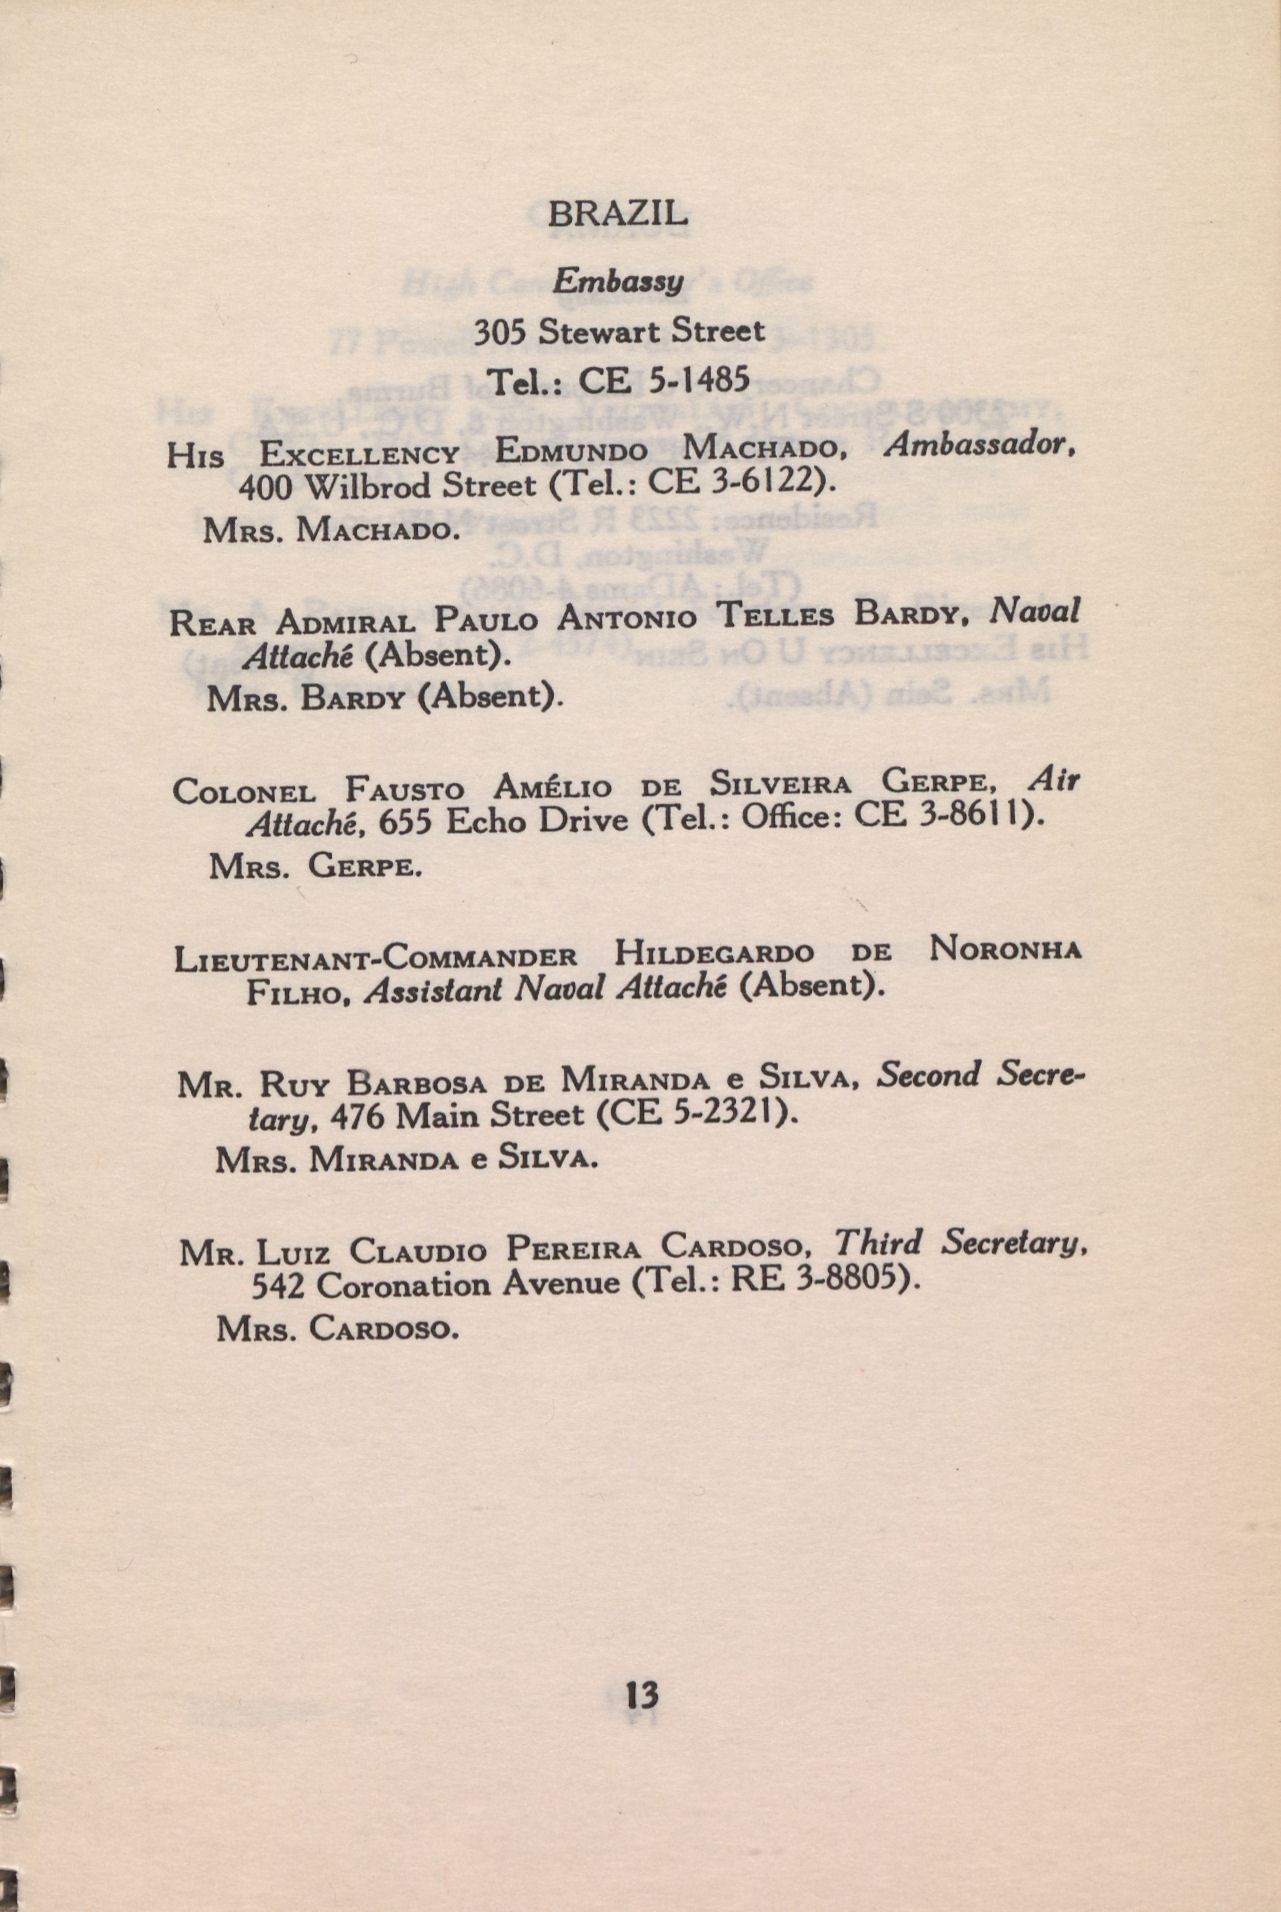 BRAZIL
Embassy
305 Stewart Street
Tel.: CE 5-1485
HIS EXCELLENCY EDMUNDO MACHADO, Ambassador,
400 Wilbrod Street (Tel.: CE 3-6122).
MRS. MACHADO.
REAR ADMIRAL PAULO ANTONIO TELLES BARDY, Naval
Attaché (Absent).
MRS. BARDY (Absent).
COLONEL FAUSTO AMÉLIO DE SILVEIRA GERPE, Air
Attaché, 655 Echo Drive (Tel.: Office: CE 3-8611).
MRS. GERPE.
LIEUTENANT-COMMANDER HILDEGARDO DE NORONHA
FILHO, Assistant Naval Attaché (Absent).
MR. RUY BARBOSA DE MIRANDA e SILVA, Second Secre-
tary, 476 Main Street (CE 5-2321).
MRS. MIRANDA e SILVA.
MR. LUIZ CLAUDIO PEREIRA CARDOSO, Third Secretary,
542 Coronation Avenue (Tel.: RE 3-8805).
MRS. CARDOSO.
13